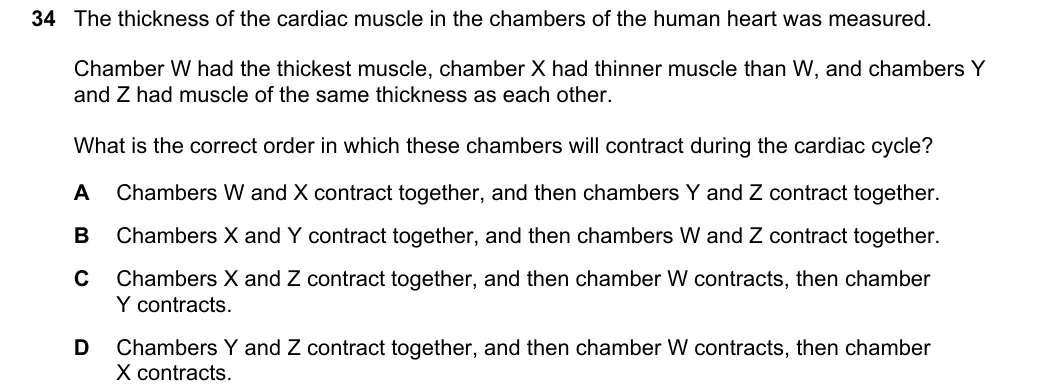 34 The thickness of the cardiac muscle in the chambers of the human heart was measured.
Chamber W had the thickest muscle, chamber X had thinner muscle than W, and chambers Y
and Z had muscle of the same thickness as each other.
What is the correct order in which these chambers will contract during the cardiac cycle?
A Chambers W and X contract together, and then chambers Y and Z contract together.
B Chambers X and Y contract together, and then chambers W and Z contract together.
C Chambers X and Z contract together, and then chamber W contracts, then chamber
Y contracts.
D Chambers Y and Z contract together, and then chamber W contracts, then chamber
X contracts.